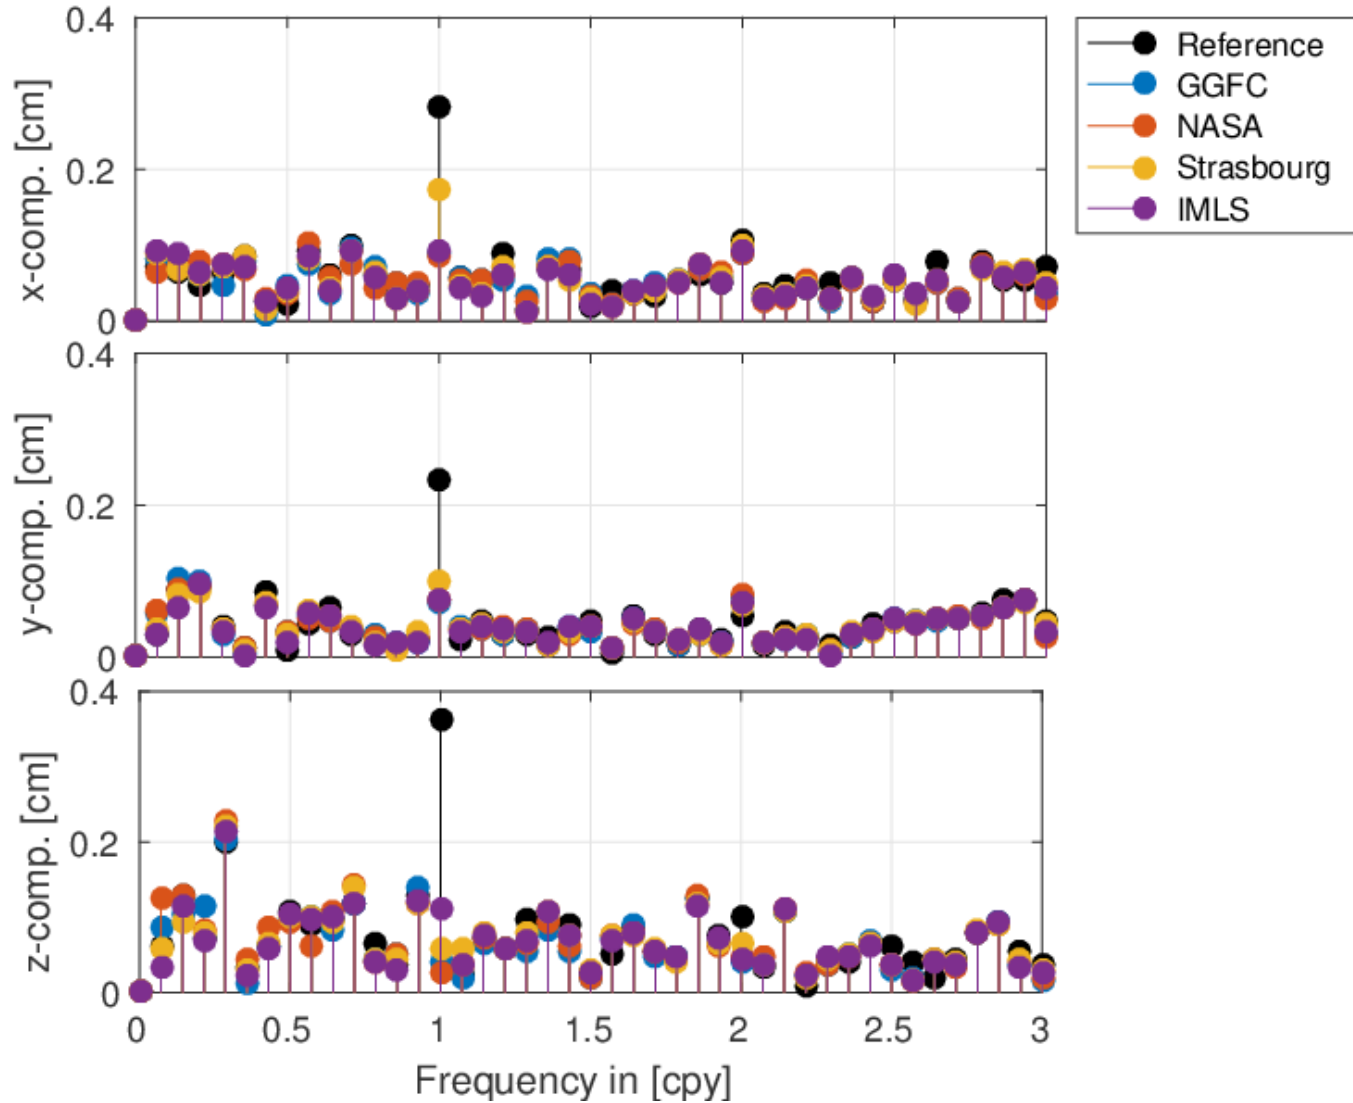 0.4
0.2
0
x-comp. [cm]
Reference
GGFC
NASA
Strasbourg
IMLS
0.4
0.2
0
y-comp. [cm]
0.4
0.2
0
z-comp. [cm]
0 0.5 1 1.5 2 2.5 3
Frequency in [cpy]